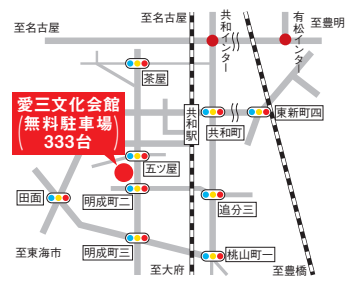 至名古屋
至名古屋
共和インター
有松インター
至豊明
茶屋
愛三文化会館
(無料駐車場)
333台
共和駅
共和町
東新町四
五ツ屋
田面
明成町二
追分三
明成町三
桃山町一
至東海市
至大府
至豊橋